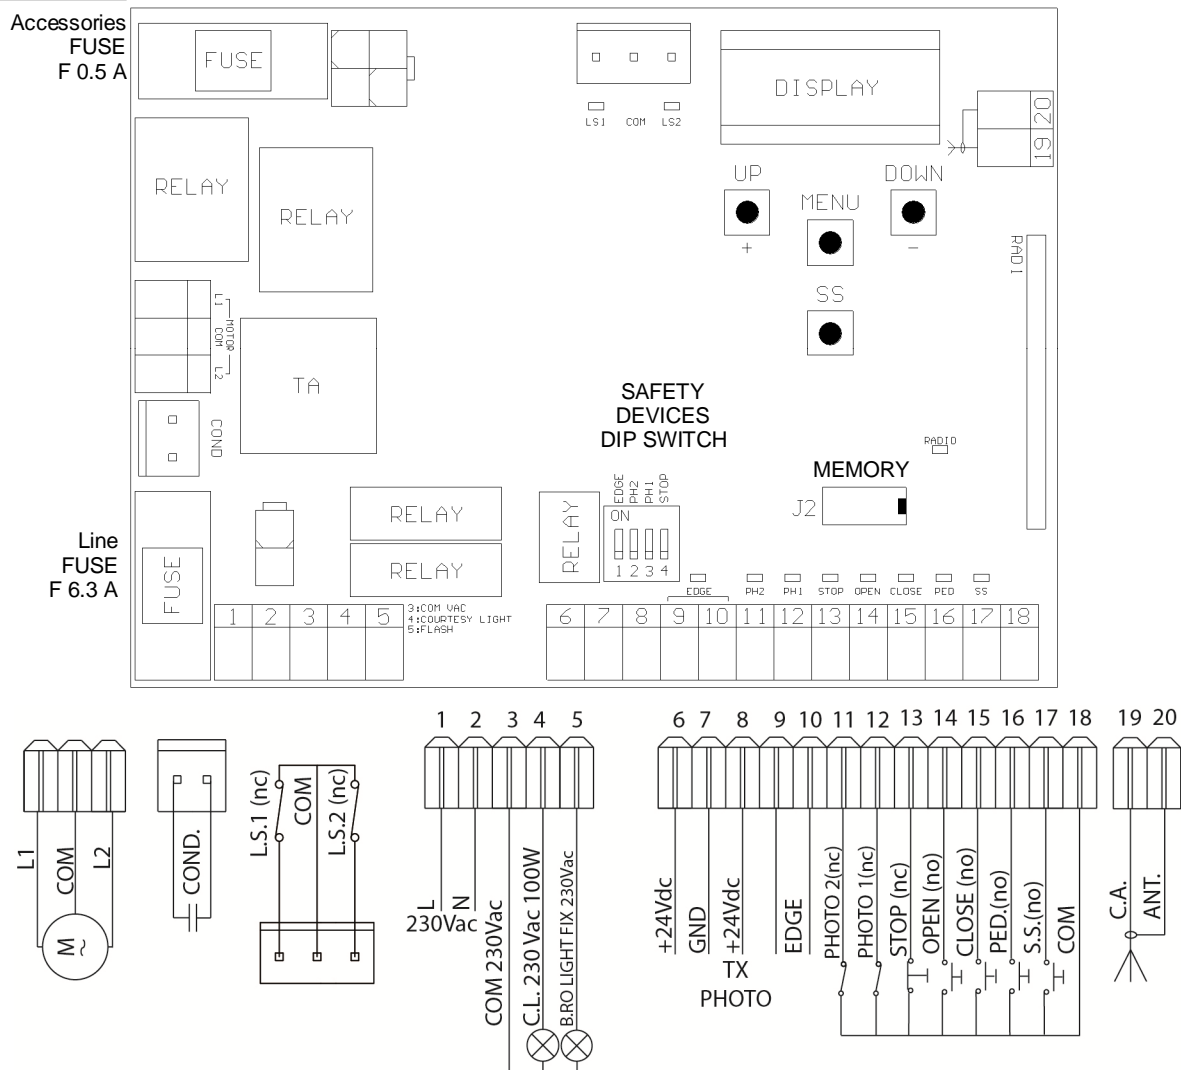 Accessories
FUSE
F 0.5 A
FUSE
LS1 COM LS2
DISPLAY
19 20
UP
DOWN
MENU
+
-
SS
RADI
RELAY
RELAY
L1
MOTOR
COM
L2
TA
COND
SAFETY
DEVICES
DIP SWITCH
RADIO
MEMORY
J2
EDGE
PH2
PH1
STOP
ON
1 2 3 4
RELAY
RELAY
RELAY
Line
FUSE
F 6.3 A
FUSE
EDGE PH2 PH1 STOP OPEN CLOSE PED SS
1 2 3 4 5
3:COM VAC
4:COURTESY LIGHT
5:FLASH
6 7 8 9 10 11 12 13 14 15 16 17 18
1 2 3 4 5
6 7 8 9 10 11 12 13 14 15 16 17 18
19 20
L1
COM
L2
M ~
COND.
L.S.1 (nc)
COM
L.S.2 (nc)
L
N
230Vac
COM 230Vac
C.L. 230 Vac 100W
B.RO LIGHT FIX 230Vac
+24Vdc
GND
+24Vdc
TX
PHOTO
EDGE
PHOTO 2(nc)
PHOTO 1(nc)
STOP (nc)
OPEN (no)
CLOSE (no)
PED.(no)
S.S.(no)
COM
C.A.
ANT.